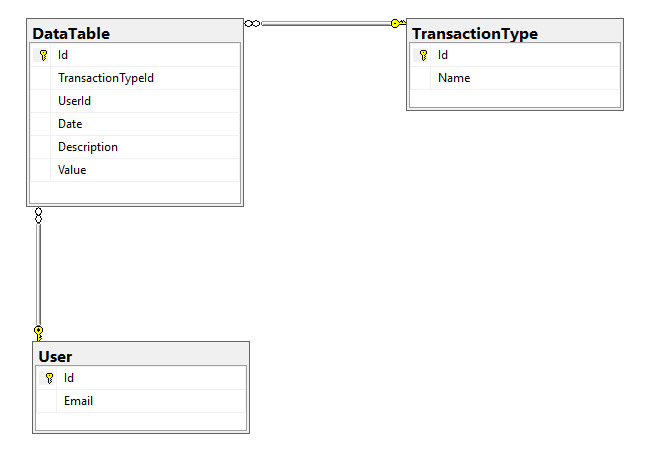 DataTable
Id
TransactionTypeId
UserId
Date
Description
Value
TransactionType
Id
Name
User
Id
Email